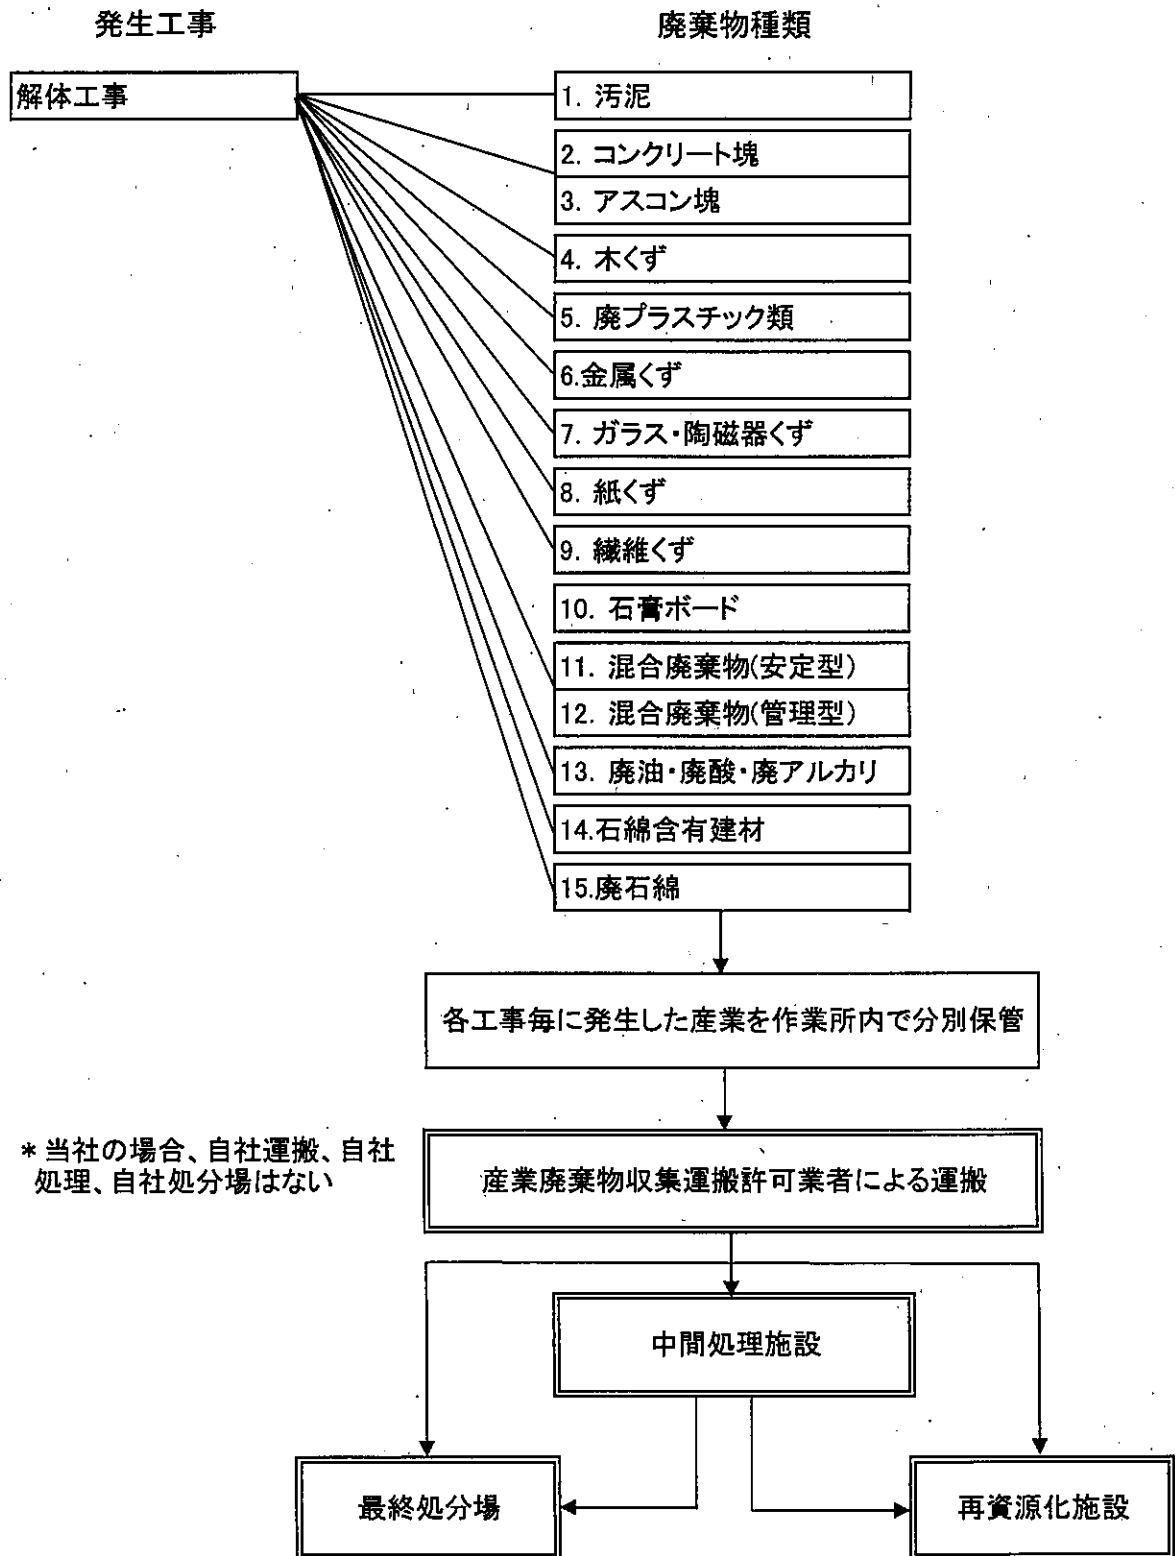 発生工事
廃棄物種類
解体工事
1. 汚泥
2. コンクリート塊
3. アスコン塊
4. 木くず
5. 廃プラスチック類
6.金属くず
7. ガラス・陶磁器くず
8. 紙くず
9. 繊維くず
10. 石膏ボード
11. 混合廃棄物(安定型)
12. 混合廃棄物(管理型)
13. 廃油・廃酸・廃アルカリ
14.石綿含有建材
15.廃石綿
各工事毎に発生した産業を作業所内で分別保管
* 当社の場合、自社運搬、自社
処理、自社処分場はない
産業廃棄物収集運搬許可業者による運搬
中間処理施設
最終処分場
再資源化施設